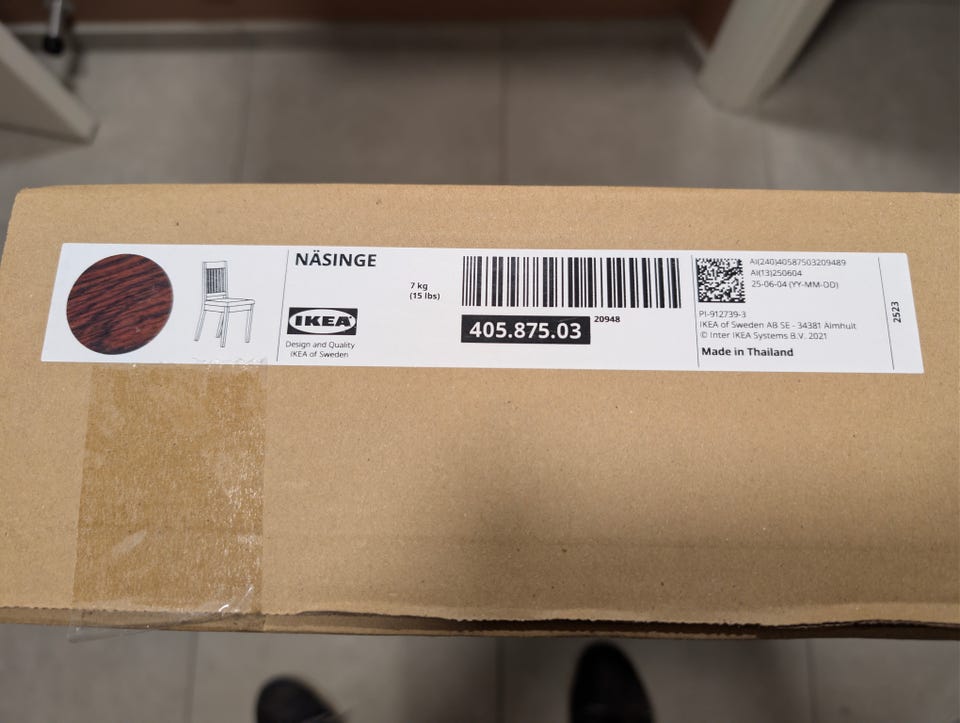 NÄSINGE
7 kg
(15 lbs)
IKEA
Design and Quality
IKEA of Sweden
405.875.03
20948
AI(240)40587503209489
AI(13)250604
25-06-04 (YY-MM-DD)
PI-912739-3
IKEA of Sweden AB SE - 34381 Älmhult
© Inter IKEA Systems B.V. 2021
Made in Thailand
2523